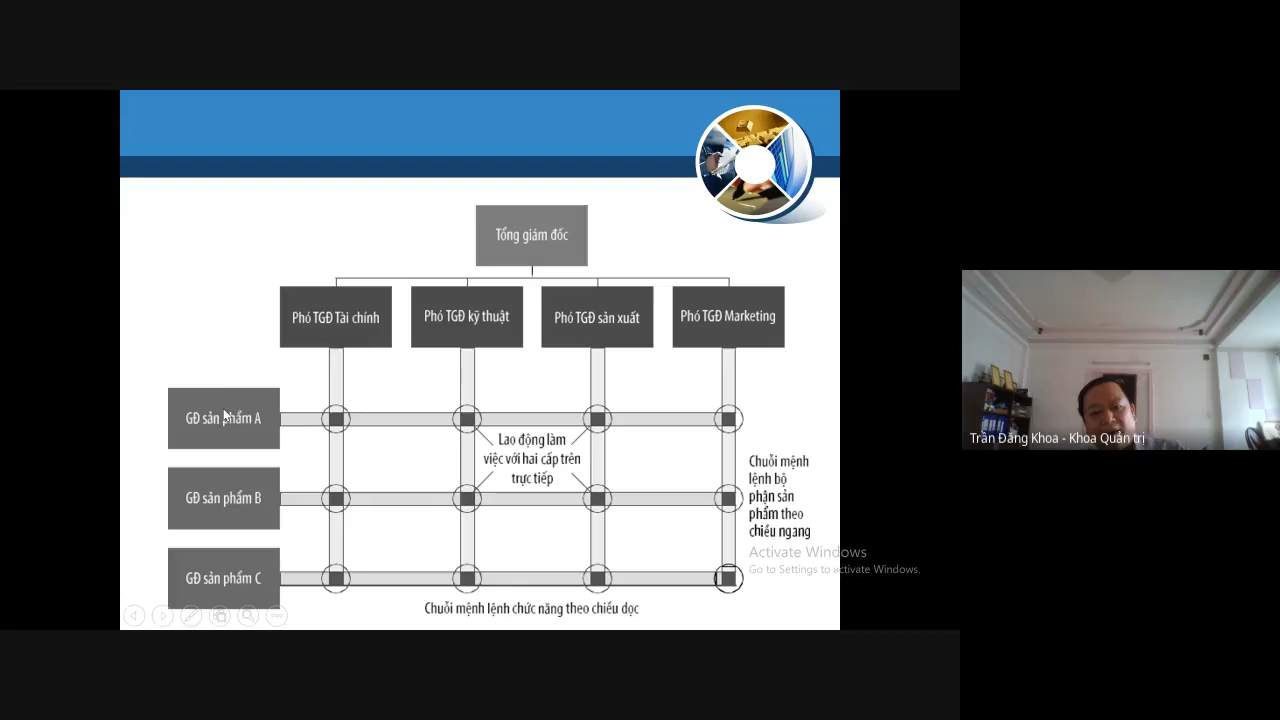 Tổng giám đốc
Phó TGĐ Tài chính
Phó TGĐ kỹ thuật
Phó TGĐ sản xuất
Phó TGĐ Marketing
GĐ sản phẩm A
Lao động làm
việc với hai cấp trên
trực tiếp
GĐ sản phẩm B
Chuỗi mệnh
lệnh bộ
phận sản
phẩm theo
chiều ngang
GĐ sản phẩm C
Chuỗi mệnh lệnh chức năng theo chiều dọc
Activate Windows
Go to Settings to activate Windows.
Trần Đăng Khoa - Khoa Quản trị